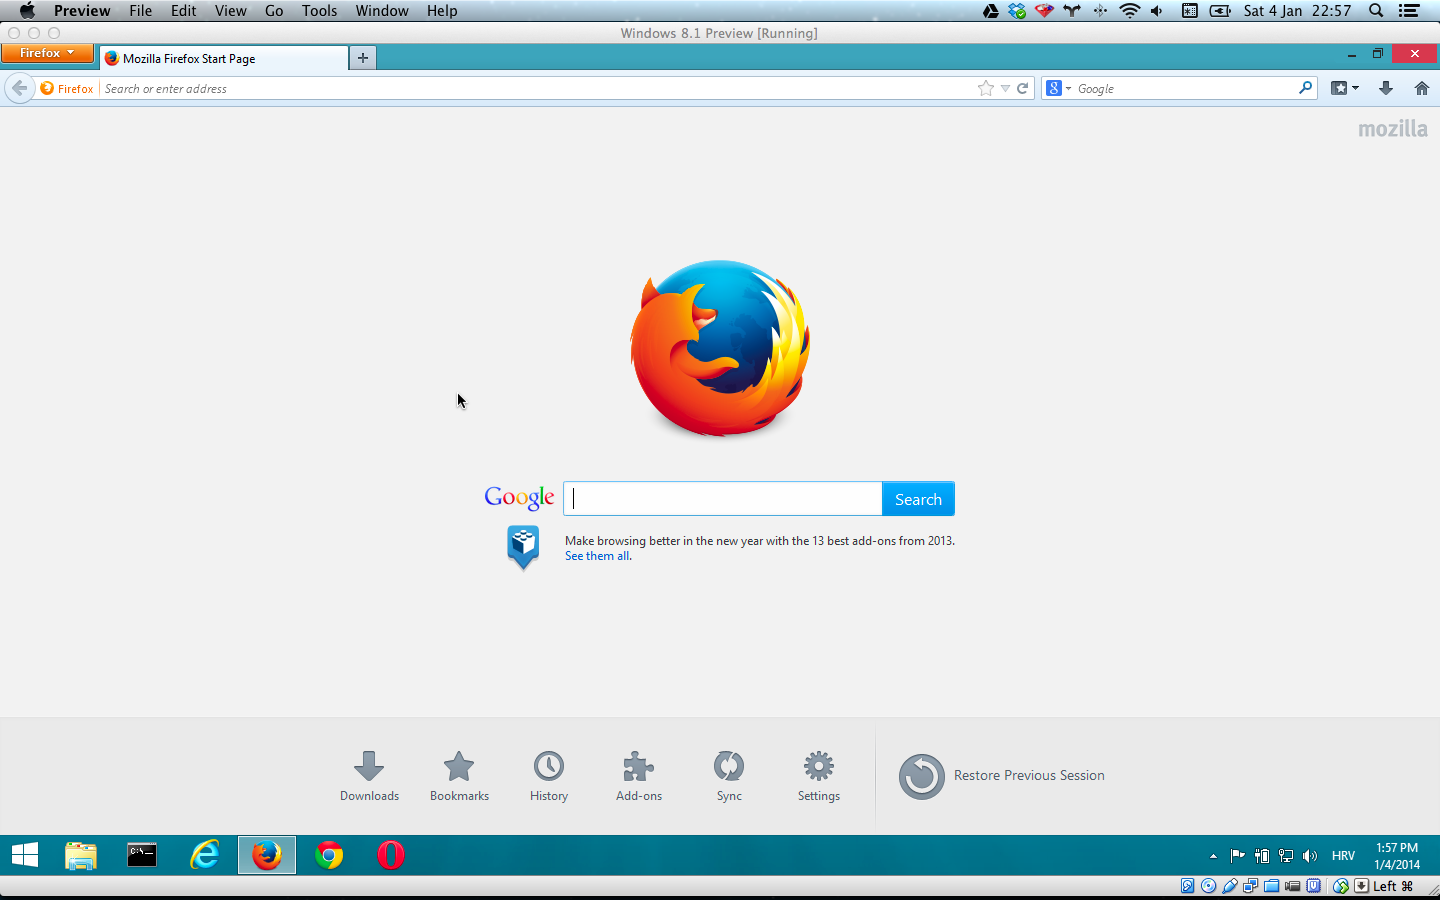 Preview File Edit View Go Tools Window Help Sat 4 Jan 22:57
Windows 8.1 Preview [Running]
Firefox
Mozilla Firefox Start Page
Firefox Search or enter address
8 Google
mozilla
Google
Search
Make browsing better in the new year with the 13 best add-ons from 2013.
See them all.
Downloads
Bookmarks
History
Add-ons
Sync
Settings
Restore Previous Session
C:\._
HRV
1:57 PM
1/4/2014
Left ⌘